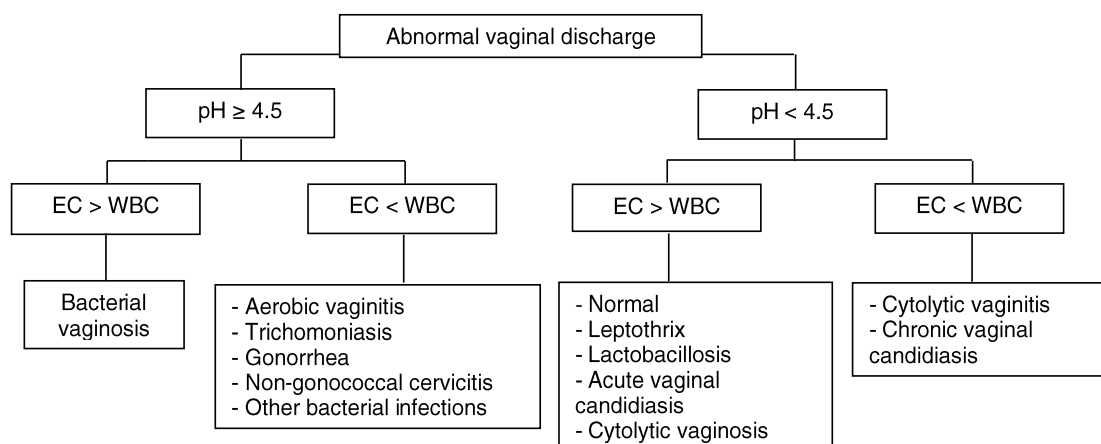 Abnormal vaginal discharge
pH ≥ 4.5
pH < 4.5
EC > WBC
EC < WBC
EC > WBC
EC < WBC
Bacterial
vaginosis
- Aerobic vaginitis
- Trichomoniasis
- Gonorrhea
- Non-gonococcal cervicitis
- Other bacterial infections
- Normal
- Leptothrix
- Lactobacillosis
- Acute vaginal
candidiasis
- Cytolytic vaginosis
- Cytolytic vaginitis
- Chronic vaginal
candidiasis